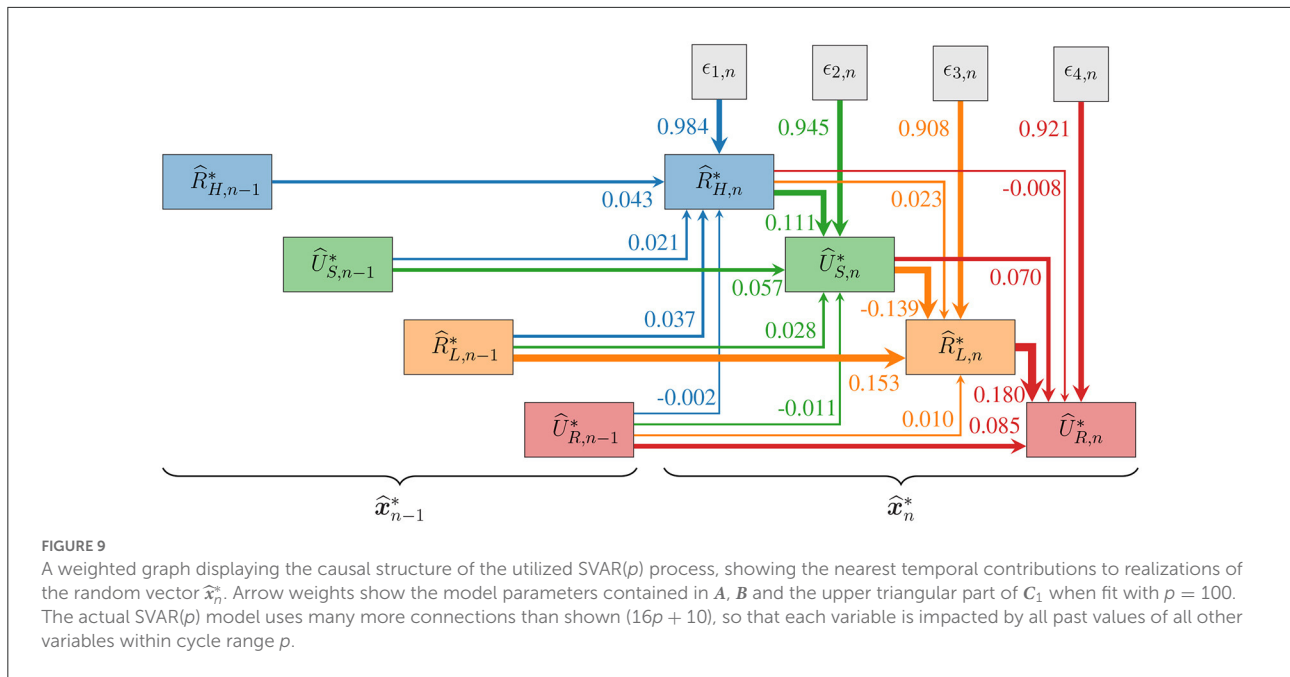 ϵ1,n ϵ2,n ϵ3,n ϵ4,n
0.984 0.945 0.908 0.921
R̂*H,n−1 R̂*H,n
0.043 0.023 -0.008
0.111
0.021
Û*S,n−1 Û*S,n
0.057 0.070
-0.139
0.037 0.028
R̂*L,n−1 R̂*L,n
0.153
-0.002 -0.011 0.010 0.180
Û*R,n−1 0.085 Û*R,n
x̂*n−1 x̂*n
FIGURE 9
A weighted graph displaying the causal structure of the utilized SVAR(p) process, showing the nearest temporal contributions to realizations of
the random vector x̂*n. Arrow weights show the model parameters contained in A, B and the upper triangular part of C1 when fit with p = 100.
The actual SVAR(p) model uses many more connections than shown (16p + 10), so that each variable is impacted by all past values of all other
variables within cycle range p.